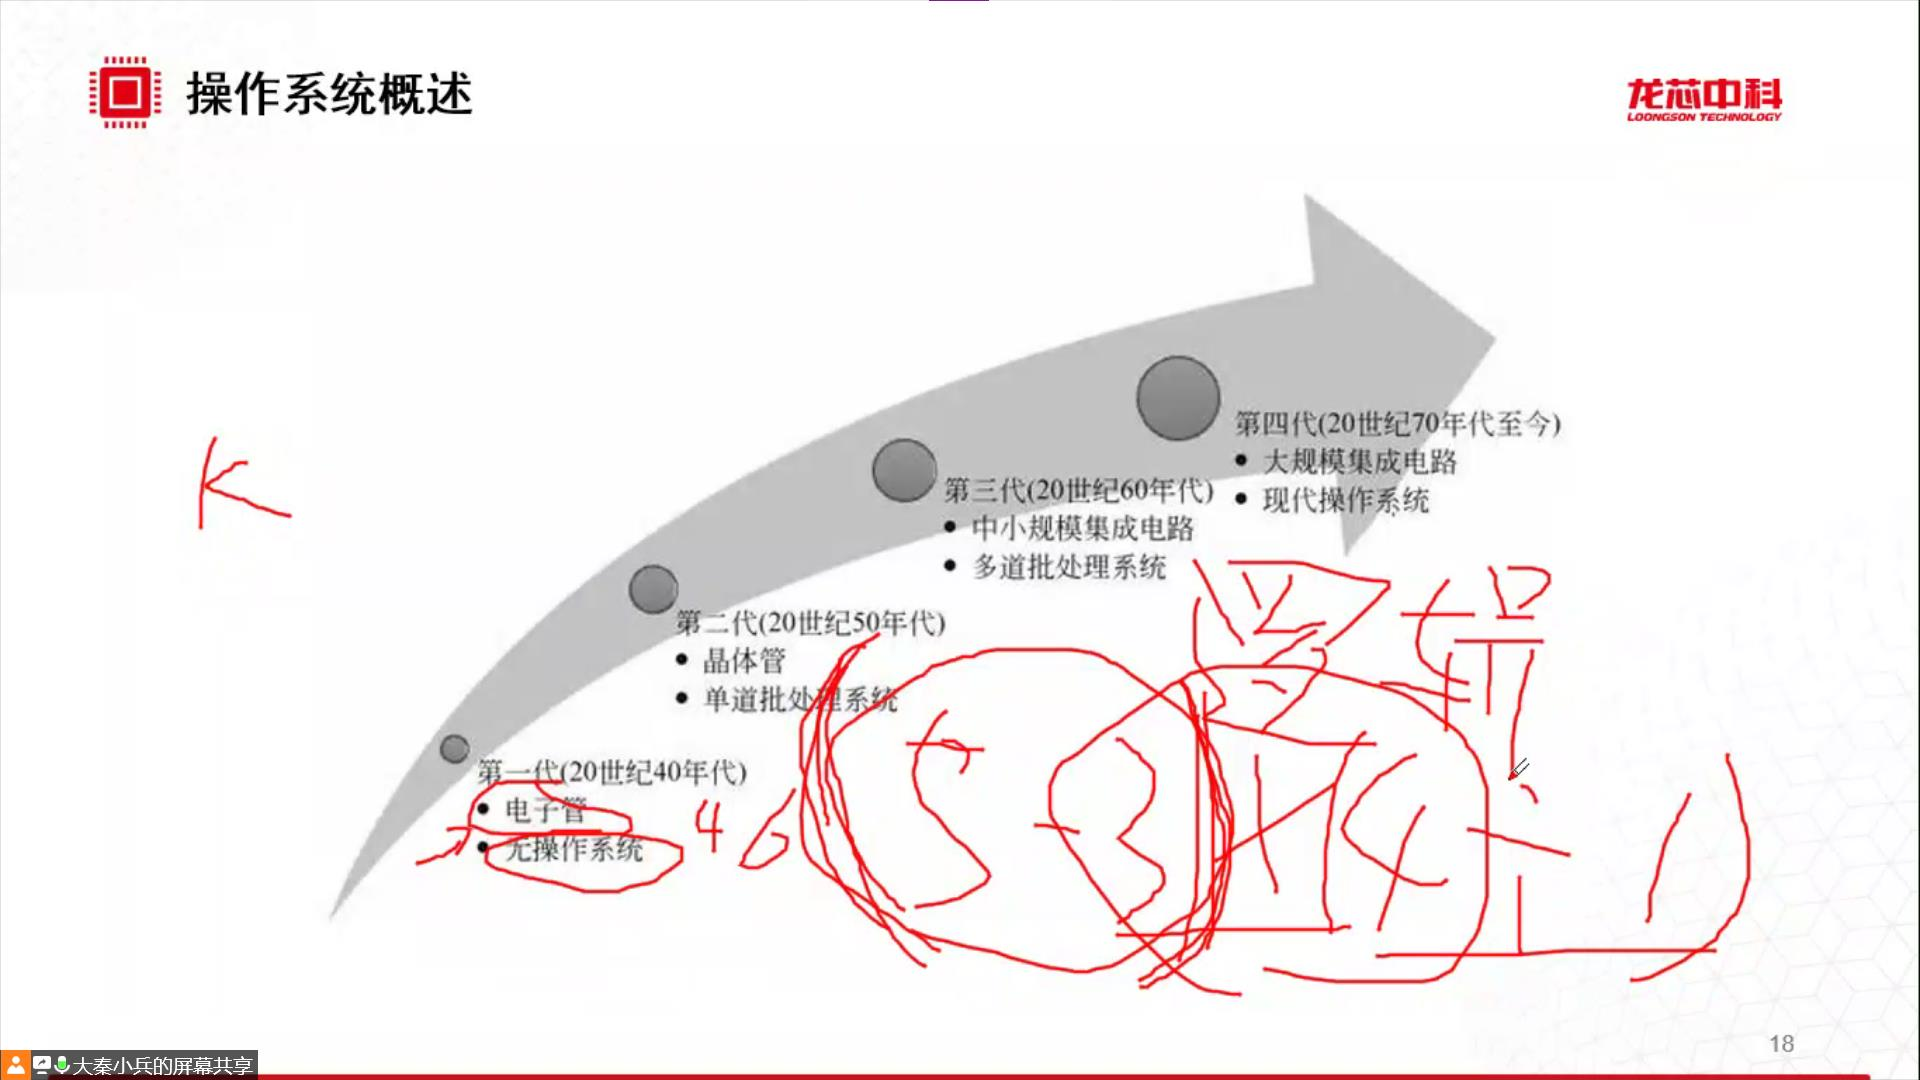 操作系统概述
龙芯中科
LOONGSON TECHNOLOGY
第四代(20世纪70年代至今)
● 大规模集成电路
● 现代操作系统
第三代(20世纪60年代)
● 中小规模集成电路
● 多道批处理系统
第二代(20世纪50年代)
● 晶体管
● 单道批处理系统
第一代(20世纪40年代)
● 电子管
● 无操作系统
K
46
18
大秦小兵的屏幕共享